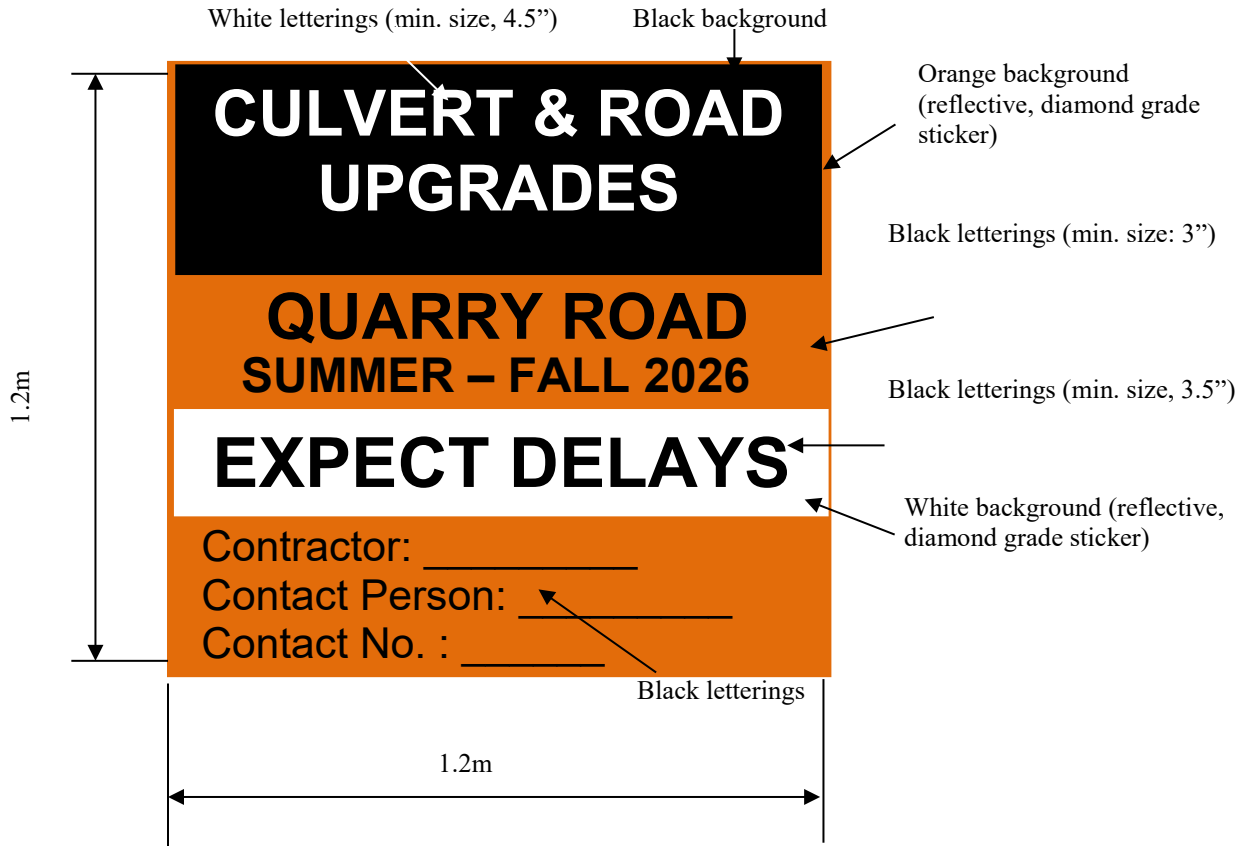 White letterings (min. size, 4.5”)
Black background
Orange background
(reflective, diamond grade
sticker)
CULVERT & ROAD
UPGRADES
Black letterings (min. size: 3”)
QUARRY ROAD
SUMMER – FALL 2026
1.2m
Black letterings (min. size, 3.5”)
EXPECT DELAYS
White background (reflective,
diamond grade sticker)
Contractor: _________
Contact Person: _________
Contact No. : ______
Black letterings
1.2m